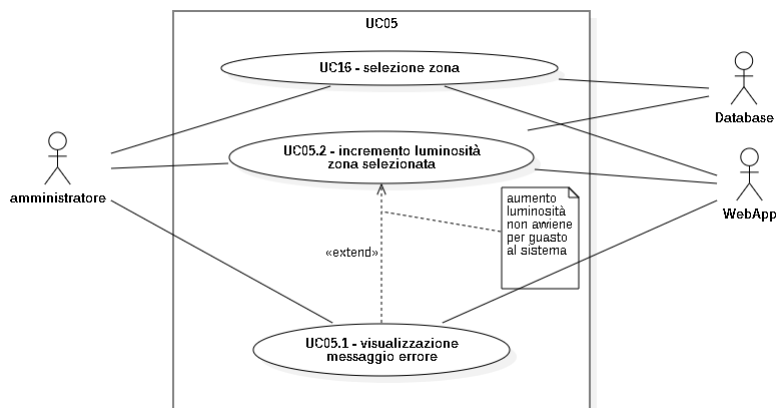 UC05
UC16 - selezione zona
Database
UC05.2 - incremento luminosità
zona selezionata
amministratore
WebApp
aumento
luminosità
non avviene
per guasto
al sistema
«extend»
UC05.1 - visualizzazione
messaggio errore